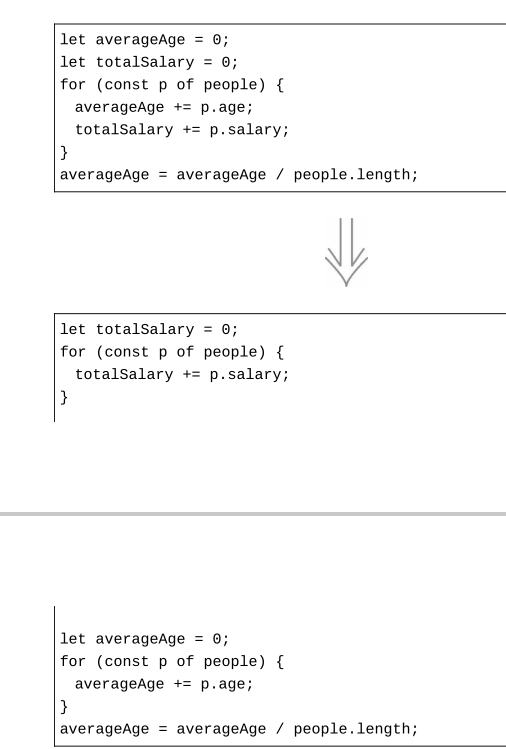 let averageAge = 0;
let totalSalary = 0;
for (const p of people) {
  averageAge += p.age;
  totalSalary += p.salary;
}
averageAge = averageAge / people.length;
let totalSalary = 0;
for (const p of people) {
  totalSalary += p.salary;
}
let averageAge = 0;
for (const p of people) {
  averageAge += p.age;
}
averageAge = averageAge / people.length;